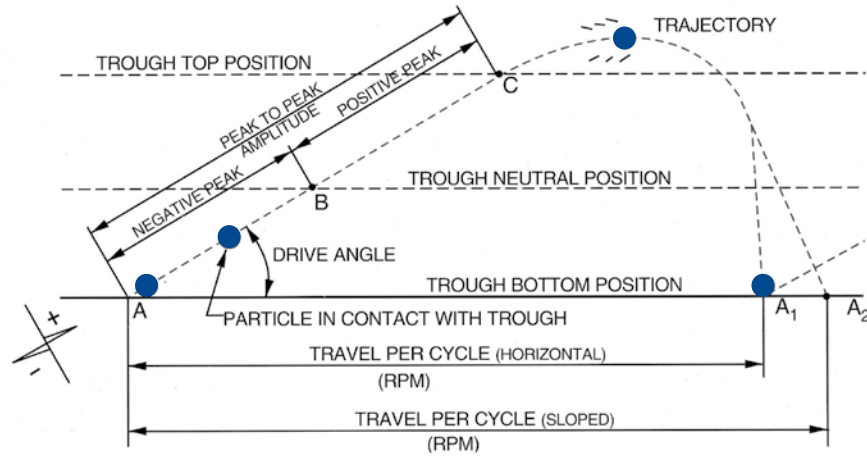 TRAJECTORY
TROUGH TOP POSITION
C
PEAK TO PEAK
AMPLITUDE
POSITIVE PEAK
NEGATIVE PEAK
TROUGH NEUTRAL POSITION
B
DRIVE ANGLE
TROUGH BOTTOM POSITION
A
A1
A2
PARTICLE IN CONTACT WITH TROUGH
+
-
TRAVEL PER CYCLE (HORIZONTAL)
(RPM)
TRAVEL PER CYCLE (SLOPED)
(RPM)